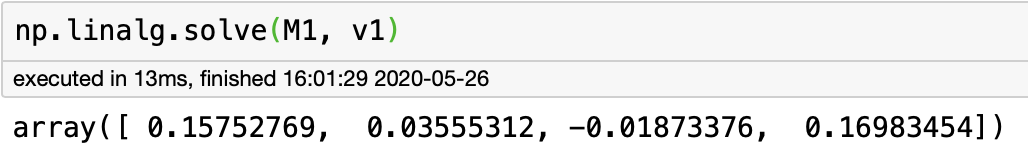 np.linalg.solve(M1, v1)
executed in 13ms, finished 16:01:29 2020-05-26
array([ 0.15752769,  0.03555312, -0.01873376,  0.16983454])